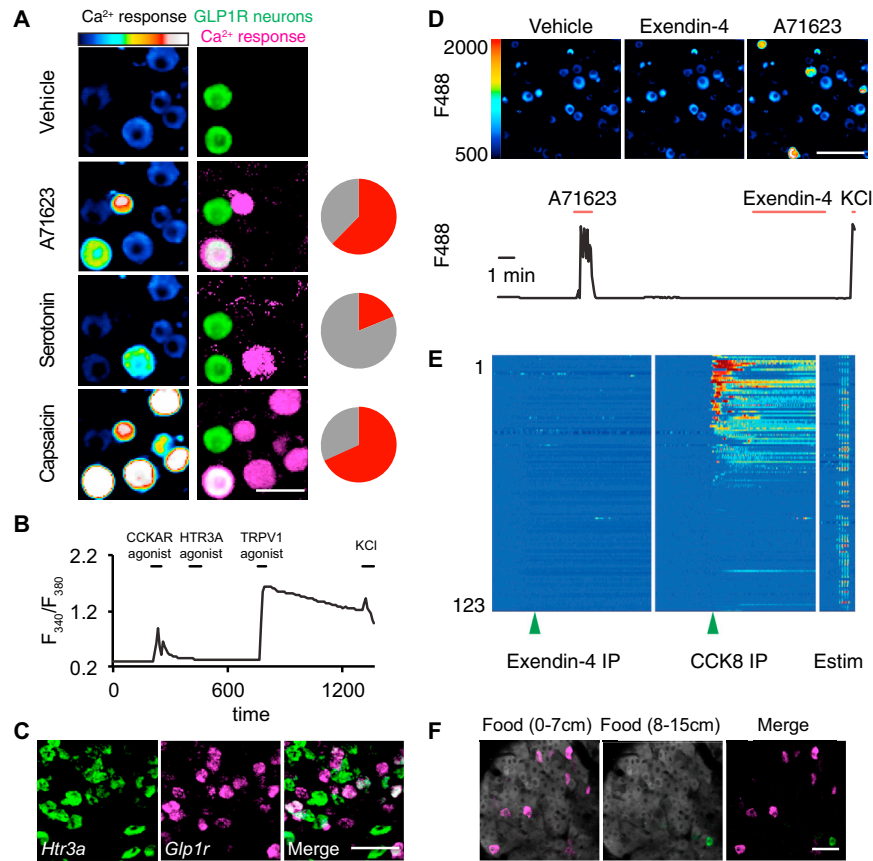 A
Ca²⁺ response
GLP1R neurons
Ca²⁺ response
Vehicle
A71623
Serotonin
Capsaicin
B
CCKAR agonist
HTR3A agonist
TRPV1 agonist
KCl
F340/F380
2.2
1.2
0.2
0
600
1200
time
C
Htr3a
Glp1r
Merge
D
Vehicle
Exendin-4
A71623
2000
F488
500
A71623
Exendin-4
KCl
F488
1 min
E
1
123
Exendin-4 IP
CCK8 IP
Estim
F
Food (0-7cm)
Food (8-15cm)
Merge